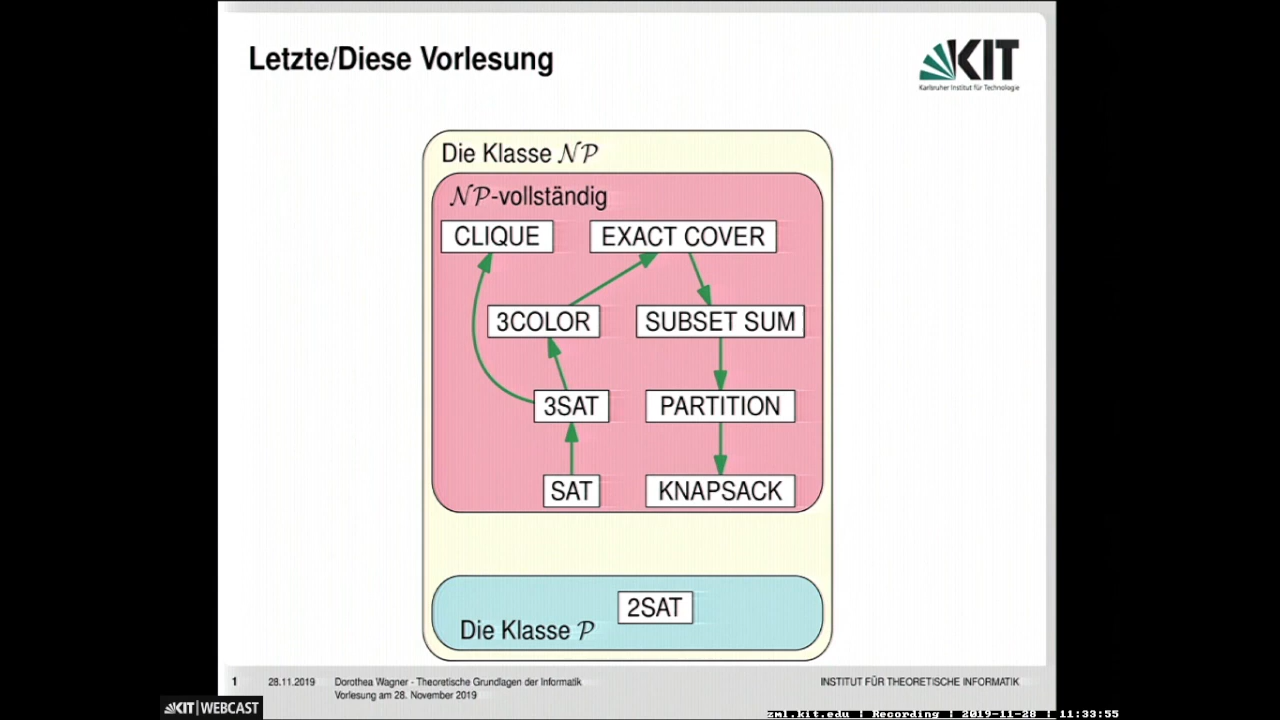 Letzte/Diese Vorlesung
KIT
Karlsruher Institut für Technologie
Die Klasse NP
NP-vollständig
CLIQUE
EXACT COVER
3COLOR
SUBSET SUM
3SAT
PARTITION
SAT
KNAPSACK
2SAT
Die Klasse P
1
28.11.2019
Dorothea Wagner - Theoretische Grundlagen der Informatik
Vorlesung am 28. November 2019
INSTITUT FÜR THEORETISCHE INFORMATIK
KIT | WEBCAST
zml.kit.edu | Recording | 2019-11-28 | 11:33:55